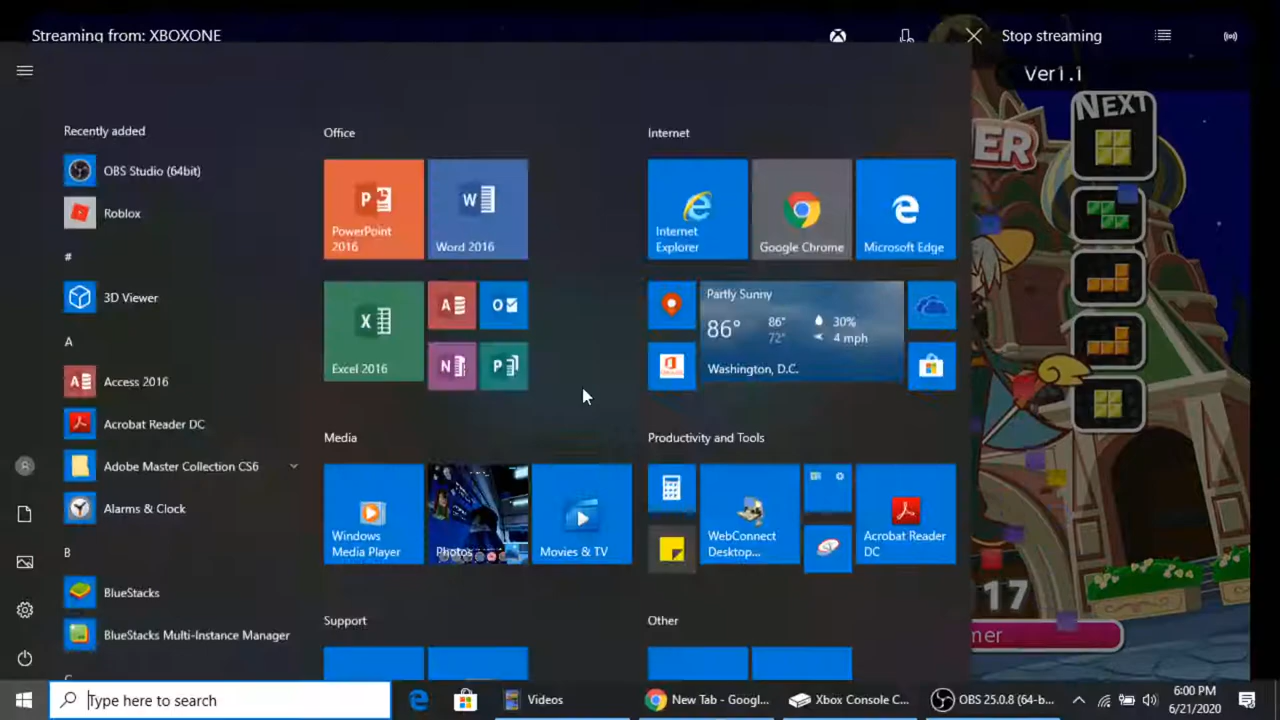 Streaming from: XBOXONE
Stop streaming
Ver1.1
NEXT
ER
Recently added
OBS Studio (64bit)
Roblox
#
3D Viewer
A
Access 2016
Acrobat Reader DC
Adobe Master Collection CS6
Alarms & Clock
B
BlueStacks
BlueStacks Multi-Instance Manager
Office
PowerPoint
2016
Word 2016
Excel 2016
Internet
Internet
Explorer
Google Chrome
Microsoft Edge
Partly Sunny
86°
86°
72°
30%
4 mph
Washington, D.C.
Media
Windows
Media Player
Photos
Movies & TV
Productivity and Tools
WebConnect
Desktop...
Acrobat Reader
DC
Support
Other
17
mer
Type here to search
Videos
New Tab - Googl...
Xbox Console C...
OBS 25.0.8 (64-b...
6:00 PM
6/21/2020